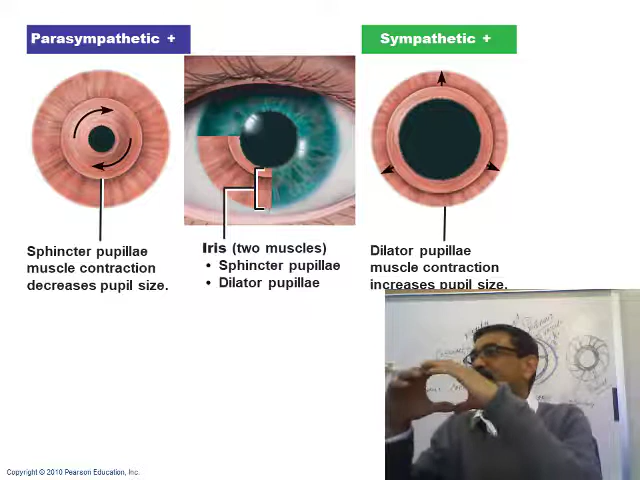 Parasympathetic +
Sympathetic +
Sphincter pupillae
muscle contraction
decreases pupil size.
Iris (two muscles)
• Sphincter pupillae
• Dilator pupillae
Dilator pupillae
muscle contraction
increases pupil size.
Copyright © 2010 Pearson Education, Inc.